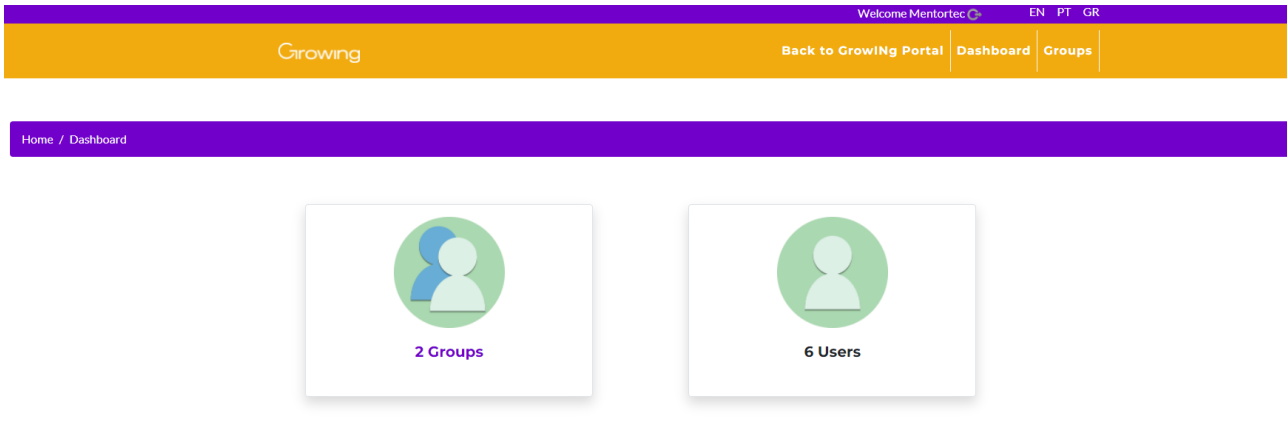 Welcome Mentortec EN PT GR
Growing
Back to GrowINg Portal Dashboard Groups
Home / Dashboard
2 Groups 6 Users